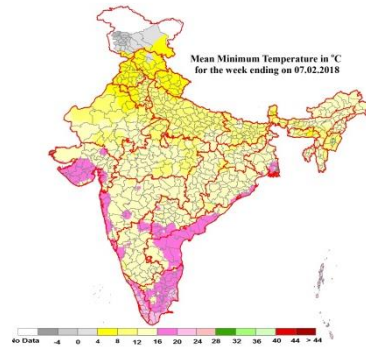 Mean Minimum Temperature in °C
for the week ending on 07.02.2018
No Data -4 0 4 8 12 16 20 24 28 32 36 40 44 > 44